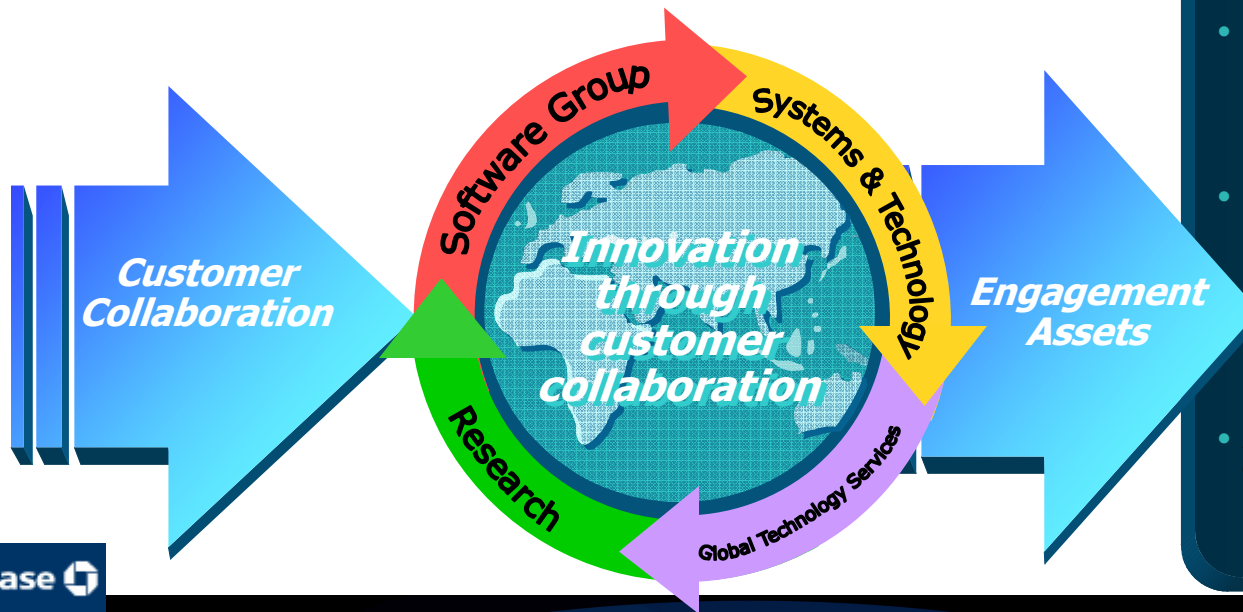 Customer
Collaboration
Software Group
Systems & Technology
Innovation
through
customer
collaboration
Engagement
Assets
Research
Global Technology Services
ase